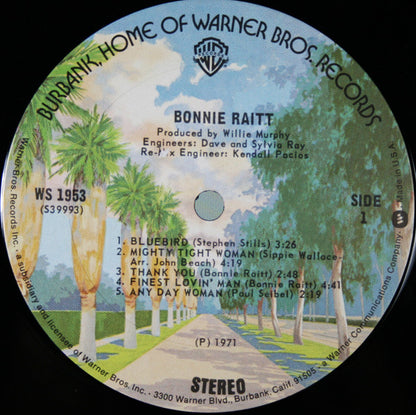 BURBANK, HOME OF WARNER BROS. RECORDS
BONNIE RAITT
Produced by Willie Murphy
Engineers: Dave and Sylvia Ray
Engineer: Kendall Pacios
WS 1953
(S39993)
SIDE
1
1. BLUEBIRD (Stephen Stills) 3:26
2. MIGHTY TIGHT WOMAN (Sippie Wallace-
Arr. John Beach) 4:19
3. THANK YOU (Bonnie Raitt) 2:48
4. FINEST LOVIN' MAN (Bonnie Raitt) 4:41
5. ANY DAY WOMAN (Paul Seibel) 2:19
(P) 1971
STEREO
Warner Bros. Records Inc. • a subsidiary and licensee of Warner Bros. Inc. • 3300 Warner Blvd., Burbank, Calif. 91505 • a Warner Communications Company • Made in U.S.A.